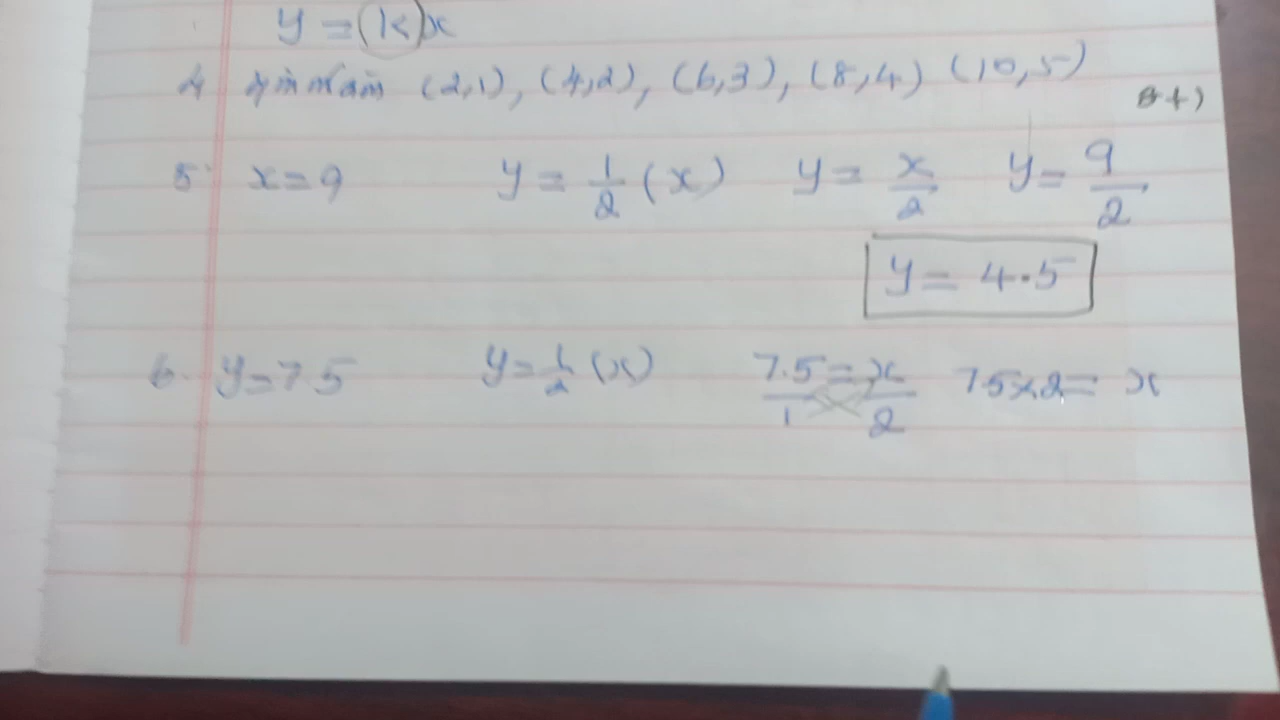 y = (k)x
4 (2,1), (4,2), (6,3), (8,4) (10,5)
5. x=9 y = 1/2 (x) y = x/2 y = 9/2
y = 4.5
6. y=7.5 y=1/2 (x) 7.5/1 = x/2 7.5×2= x